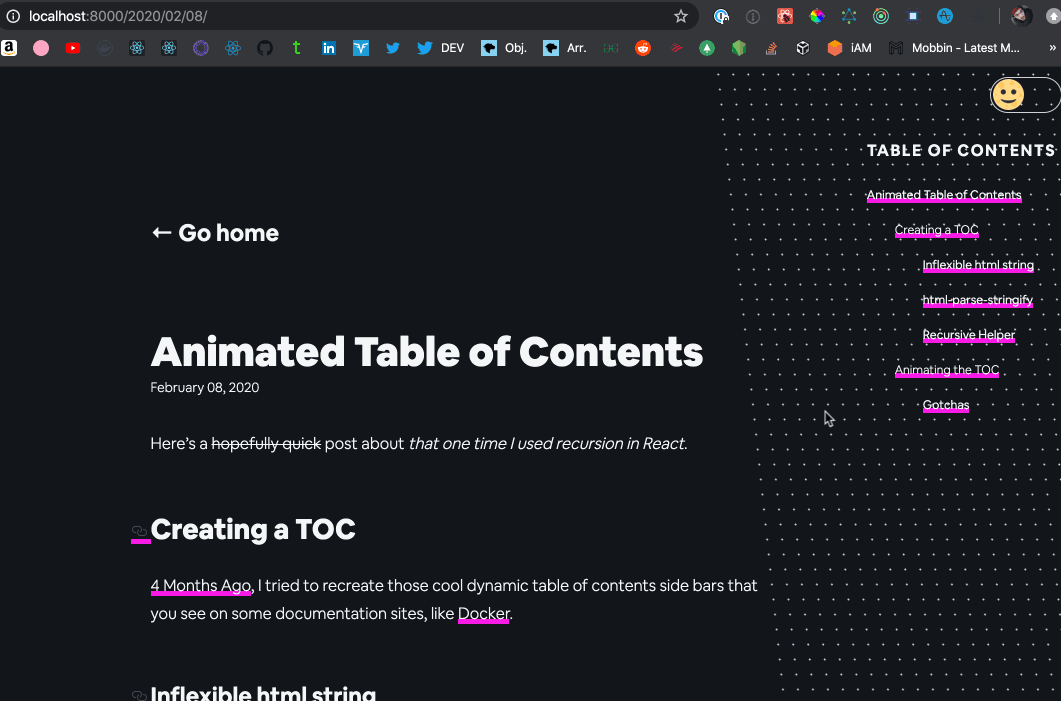 localhost:8000/2020/02/08/
DEV Obj. Arr. iAM Mobbin - Latest M... »
TABLE OF CONTENTS
Animated Table of Contents
Creating a TOC
Inflexible html string
html-parse-stringify
Recursive Helper
Animating the TOC
Gotchas
← Go home
Animated Table of Contents
February 08, 2020
Here’s a hopefully quick post about that one time I used recursion in React.
Creating a TOC
4 Months Ago, I tried to recreate those cool dynamic table of contents side bars that
you see on some documentation sites, like Docker.
Inflexible html string